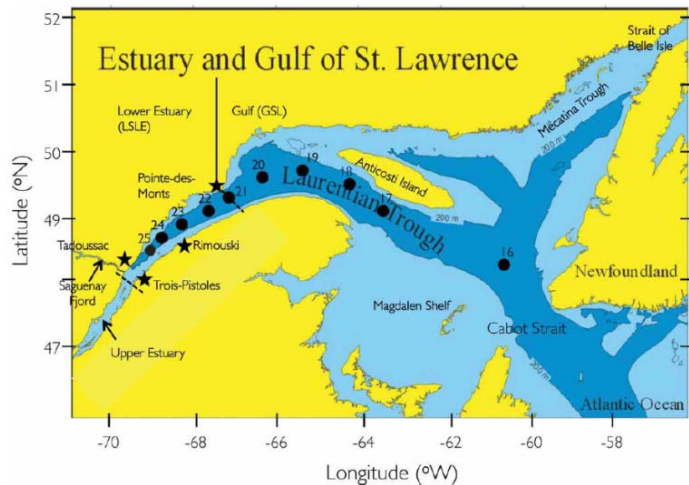 Estuary and Gulf of St. Lawrence
Strait of
Belle Isle
Lower Estuary
(LSLE)
Gulf (GSL)
Mecatina Trough
200 m
Pointe-des-
Monts
20
19
Anticosti Island
18
17
Laurentian Trough
200 m
21
22
23
24
25
Tadoussac
Rimouski
16
Saguenay
Fjord
Trois-Pistoles
Newfoundland
Magdalen Shelf
Cabot Strait
Upper Estuary
200 m
Atlantic Ocean
52
51
50
49
48
47
Latitude (°N)
-70
-68
-66
-64
-62
-60
-58
-56
Longitude (°W)